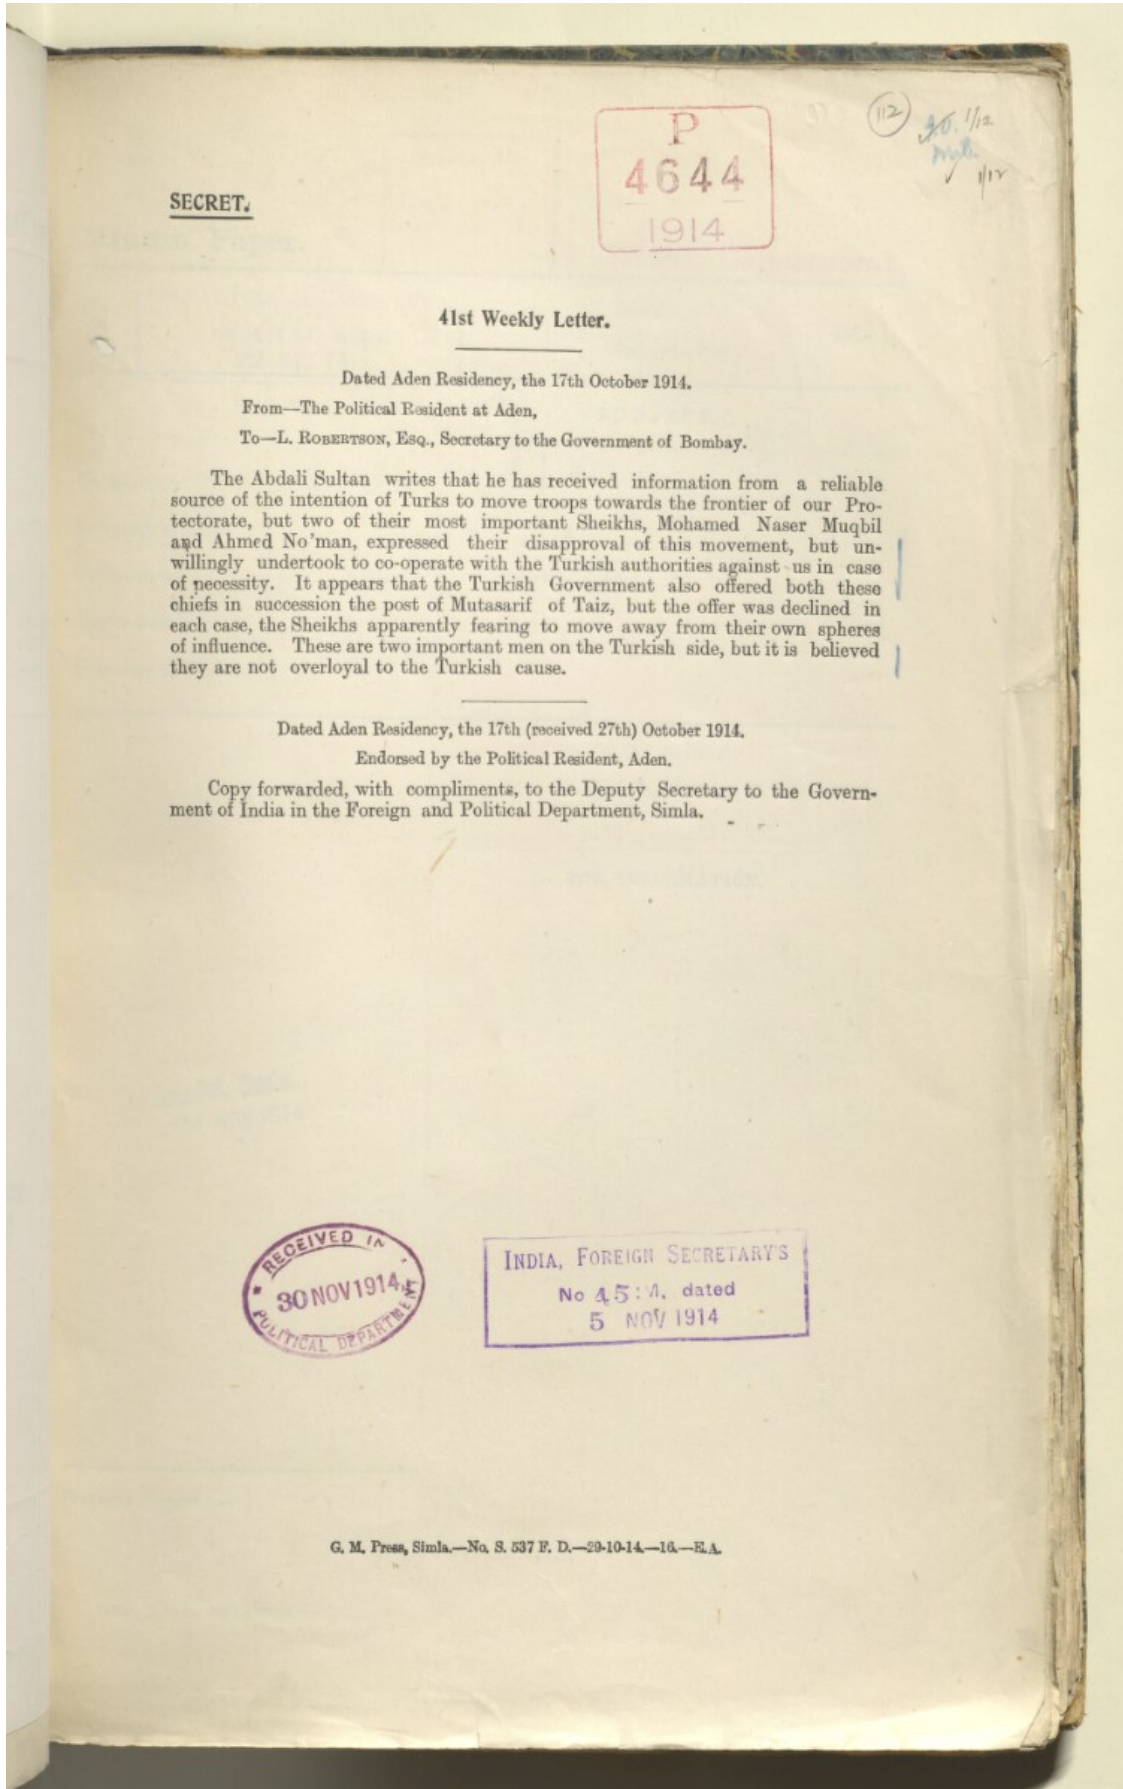 112
1/12
1/12
P
4644
1914
SECRET.
41st Weekly Letter.
Dated Aden Residency, the 17th October 1914.
From—The Political Resident at Aden,
To—L. ROBERTSON, ESQ., Secretary to the Government of Bombay.
The Abdali Sultan writes that he has received information from a reliable
source of the intention of Turks to move troops towards the frontier of our Pro-
tectorate, but two of their most important Sheikhs, Mohamed Naser Muqbil
and Ahmed No'man, expressed their disapproval of this movement, but un-
willingly undertook to co-operate with the Turkish authorities against us in case
of necessity. It appears that the Turkish Government also offered both these
chiefs in succession the post of Mutasarif of Taiz, but the offer was declined in
each case, the Sheikhs apparently fearing to move away from their own spheres
of influence. These are two important men on the Turkish side, but it is believed
they are not overloyal to the Turkish cause.
Dated Aden Residency, the 17th (received 27th) October 1914.
Endorsed by the Political Resident, Aden.
Copy forwarded, with compliments, to the Deputy Secretary to the Govern-
ment of India in the Foreign and Political Department, Simla.
RECEIVED IN
30 NOV 1914
POLITICAL DEPARTMENT
INDIA, FOREIGN SECRETARY'S
No 45 dated
5 NOV 1914
G. M. Press, Simla.—No. S. 537 F. D.—29-10-14.—16.—E.A.